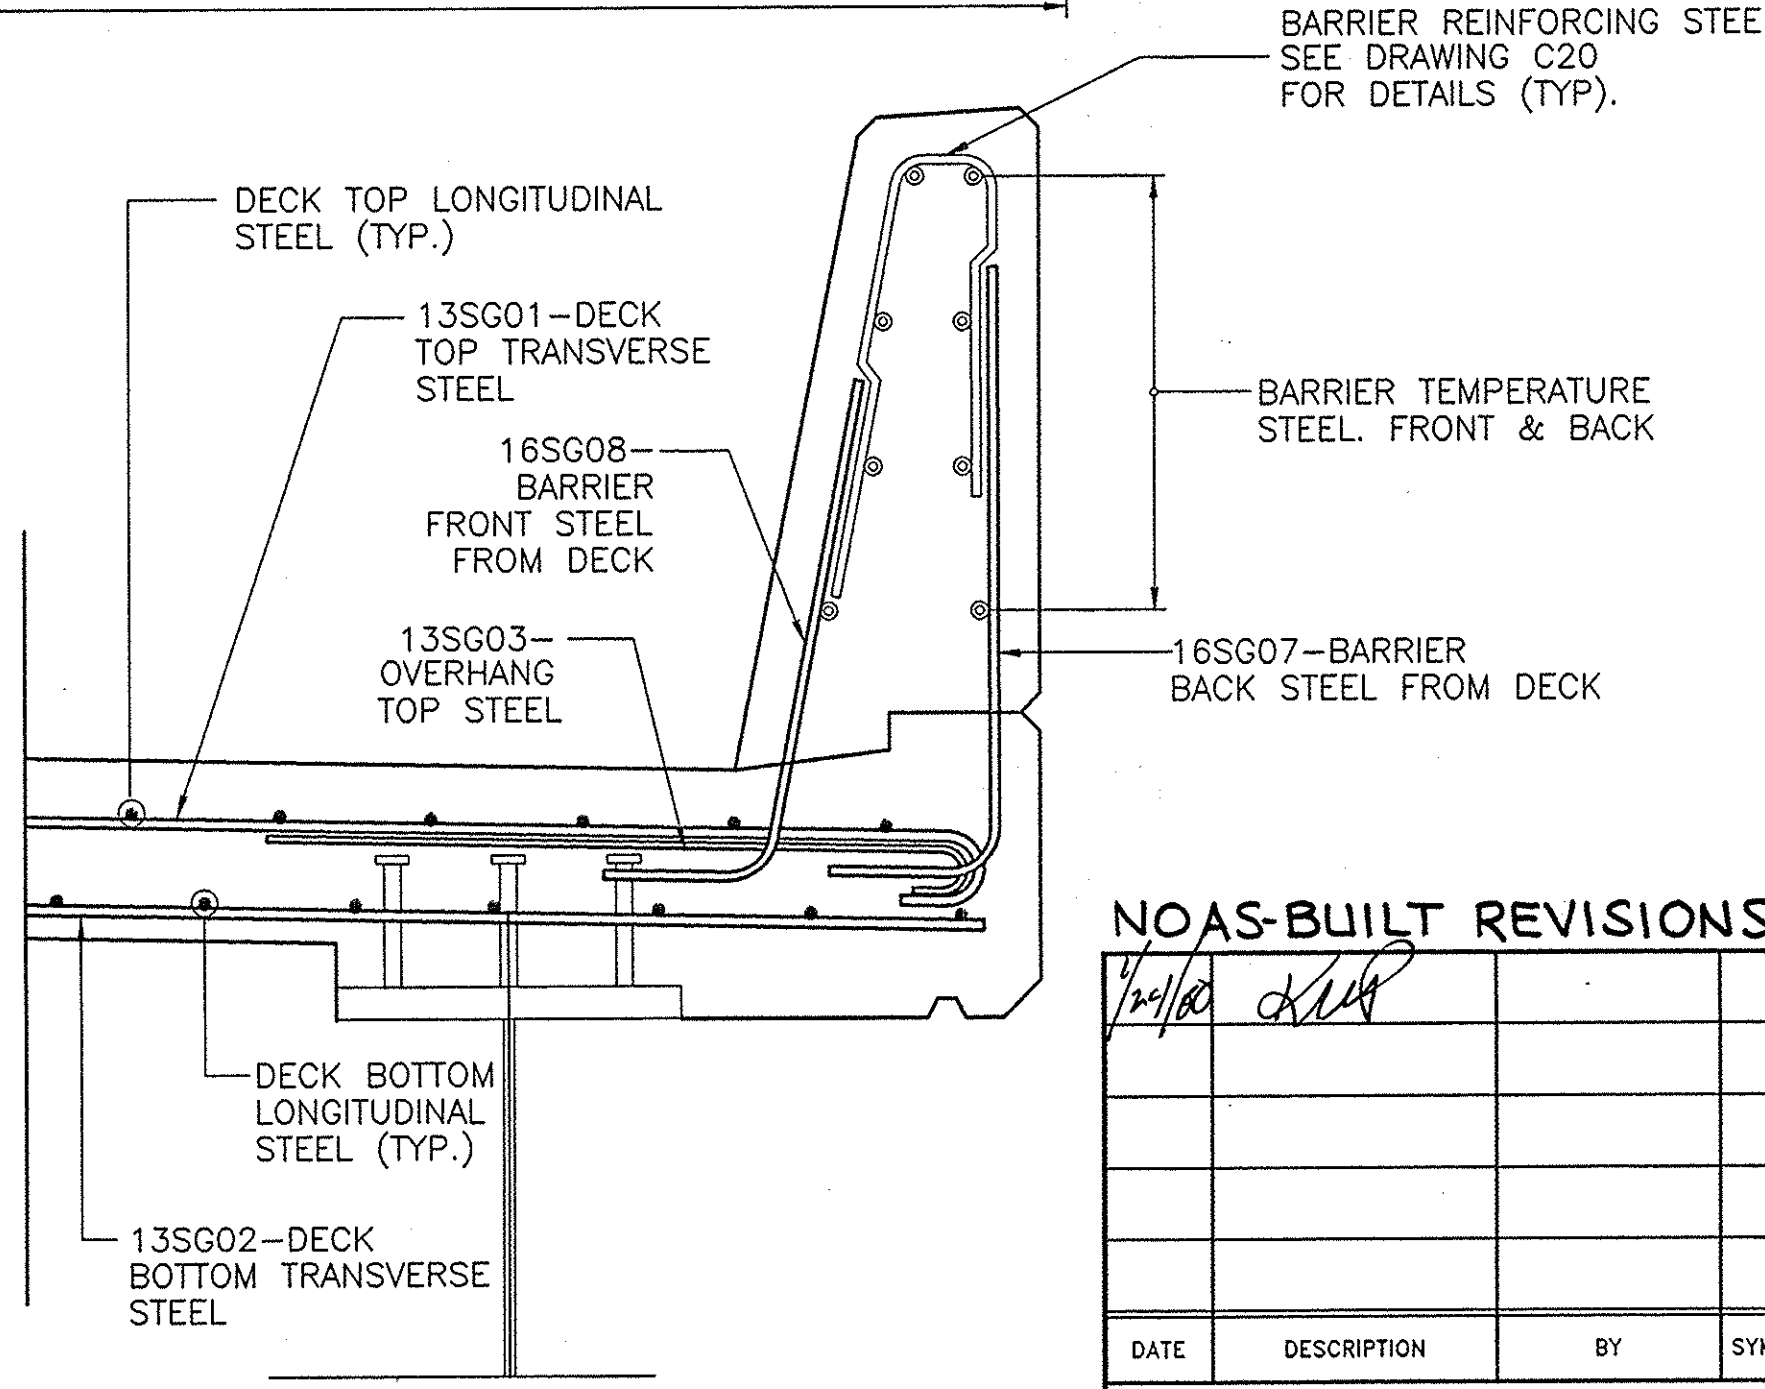 BARRIER REINFORCING STEE
SEE DRAWING C20
FOR DETAILS (TYP).
DECK TOP LONGITUDINAL
STEEL (TYP.)
13SG01-DECK
TOP TRANSVERSE
STEEL
16SG08-
BARRIER
FRONT STEEL
FROM DECK
BARRIER TEMPERATURE
STEEL. FRONT & BACK
13SG03-
OVERHANG
TOP STEEL
16SG07-BARRIER
BACK STEEL FROM DECK
NO AS-BUILT REVISIONS
DECK BOTTOM
LONGITUDINAL
STEEL (TYP.)
13SG02-DECK
BOTTOM TRANSVERSE
STEEL
DATE DESCRIPTION BY